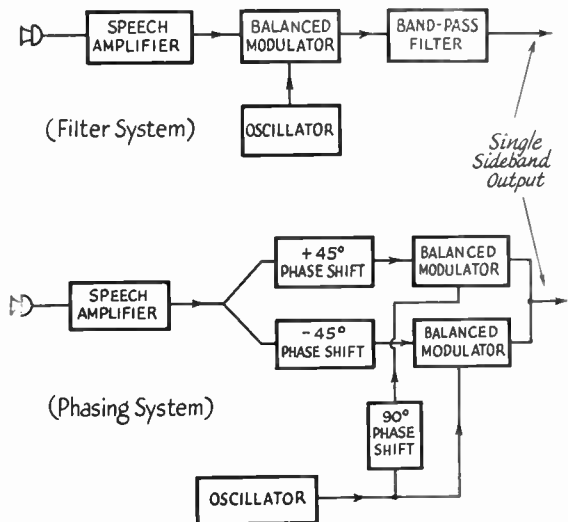 SPEECH
AMPLIFIER
BALANCED
MODULATOR
BAND-PASS
FILTER
OSCILLATOR
(Filter System)
Single
Sideband
Output
SPEECH
AMPLIFIER
+45°
PHASE SHIFT
BALANCED
MODULATOR
-45°
PHASE SHIFT
BALANCED
MODULATOR
(Phasing System)
90°
PHASE
SHIFT
OSCILLATOR